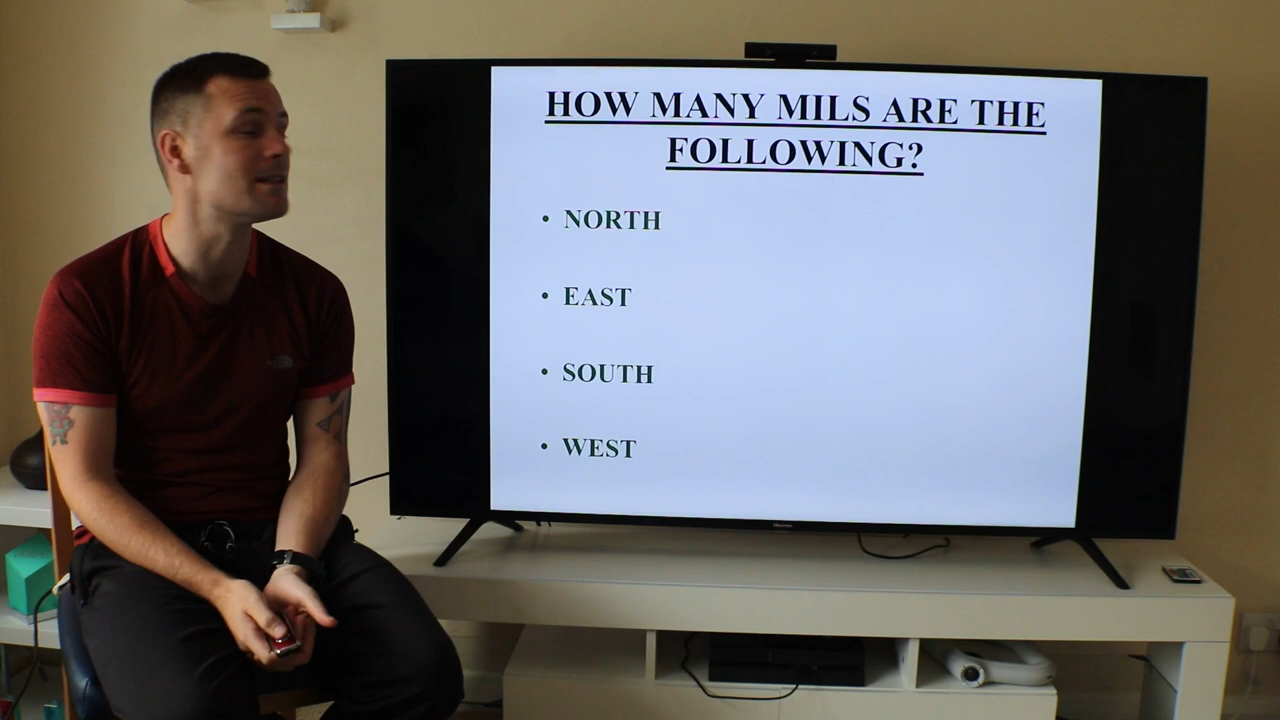 HOW MANY MILS ARE THE
FOLLOWING?
• NORTH
• EAST
• SOUTH
• WEST